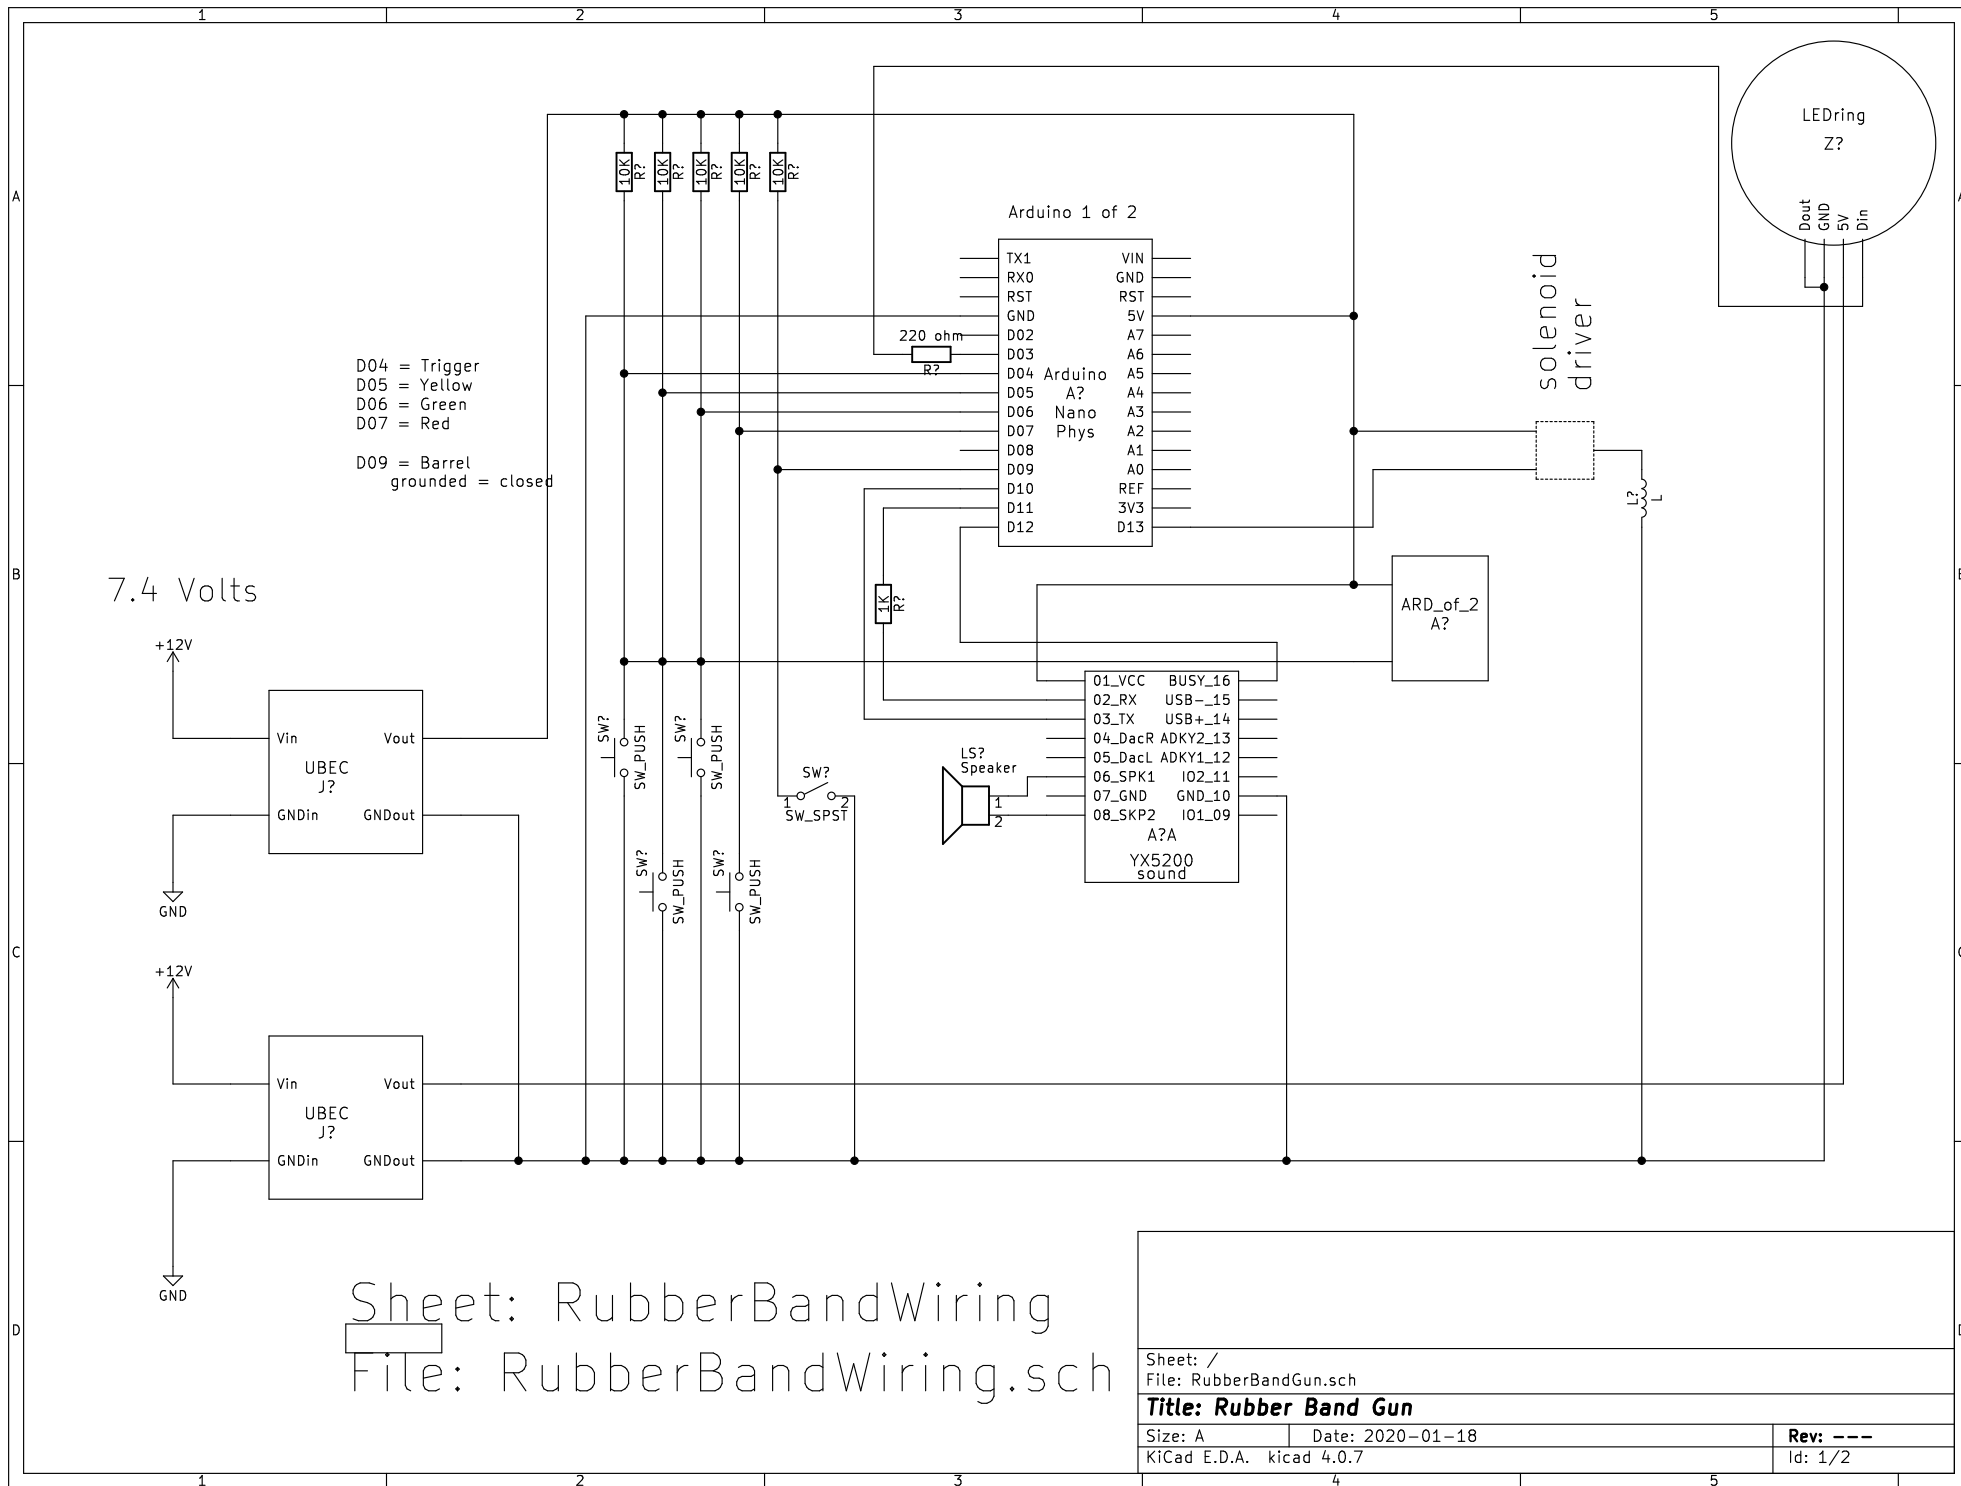 1 2 3 4 5
A
B
C
D
LEDring
Z?
Dout
GND
5V
Din
10K R?
10K R?
10K R?
10K R?
10K R?
Arduino 1 of 2
TX1 VIN
RX0 GND
RST RST
GND 5V
D02 A7
D03 A6
D04 A5
D05 A4
D06 A3
D07 A2
D08 A1
D09 A0
D10 REF
D11 3V3
D12 D13
Arduino
A?
Nano
Phys
220 ohm
R?
solenoid
driver
D04 = Trigger
D05 = Yellow
D06 = Green
D07 = Red
D09 = Barrel
grounded = closed
L? L
7.4 Volts
1K R?
ARD_of_2
A?
+12V
Vin Vout
UBEC
J?
GNDin GNDout
GND
SW? SW_PUSH
SW? SW_PUSH
SW? SW_PUSH
SW? SW_PUSH
SW?
1 2
SW_SPST
LS?
Speaker
1
2
01_VCC BUSY_16
02_RX USB-_15
03_TX USB+_14
04_DacR ADKY2_13
05_DacL ADKY1_12
06_SPK1 IO2_11
07_GND GND_10
08_SKP2 IO1_09
A?A
YX5200
sound
+12V
Vin Vout
UBEC
J?
GNDin GNDout
GND
Sheet: RubberBandWiring
File: RubberBandWiring.sch
Sheet: /
File: RubberBandGun.sch
Title: Rubber Band Gun
Size: A Date: 2020-01-18 Rev: ---
KiCad E.D.A. kicad 4.0.7 Id: 1/2
1 2 3 4 5